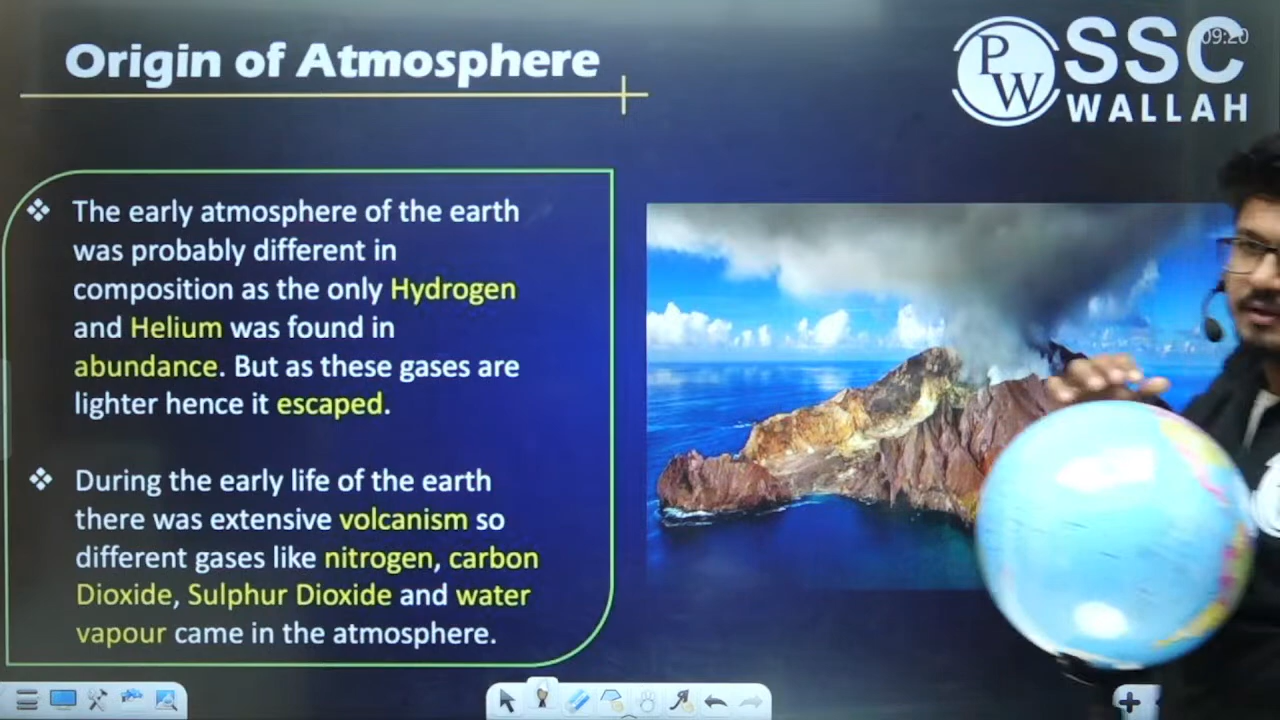 Origin of Atmosphere
PW
SSC
WALLAH
09:20
❖ The early atmosphere of the earth
was probably different in
composition as the only Hydrogen
and Helium was found in
abundance. But as these gases are
lighter hence it escaped.
❖ During the early life of the earth
there was extensive volcanism so
different gases like nitrogen, carbon
Dioxide, Sulphur Dioxide and water
vapour came in the atmosphere.